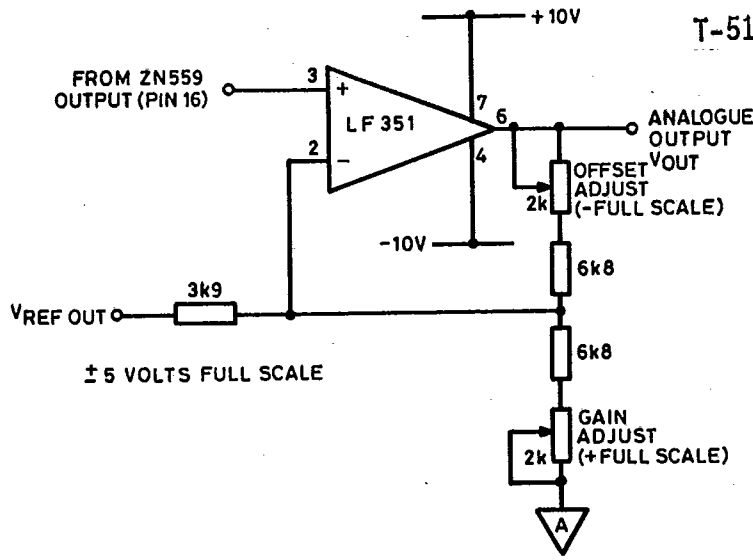 T-51
+10V
FROM ZN559
OUTPUT (PIN 16)
3
+
LF 351
2
−
7
6
4
ANALOGUE
OUTPUT
VOUT
OFFSET
ADJUST
(-FULL SCALE)
2k
-10V
6k8
3k9
VREF OUT
6k8
± 5 VOLTS FULL SCALE
GAIN
ADJUST
(+FULL SCALE)
2k
A